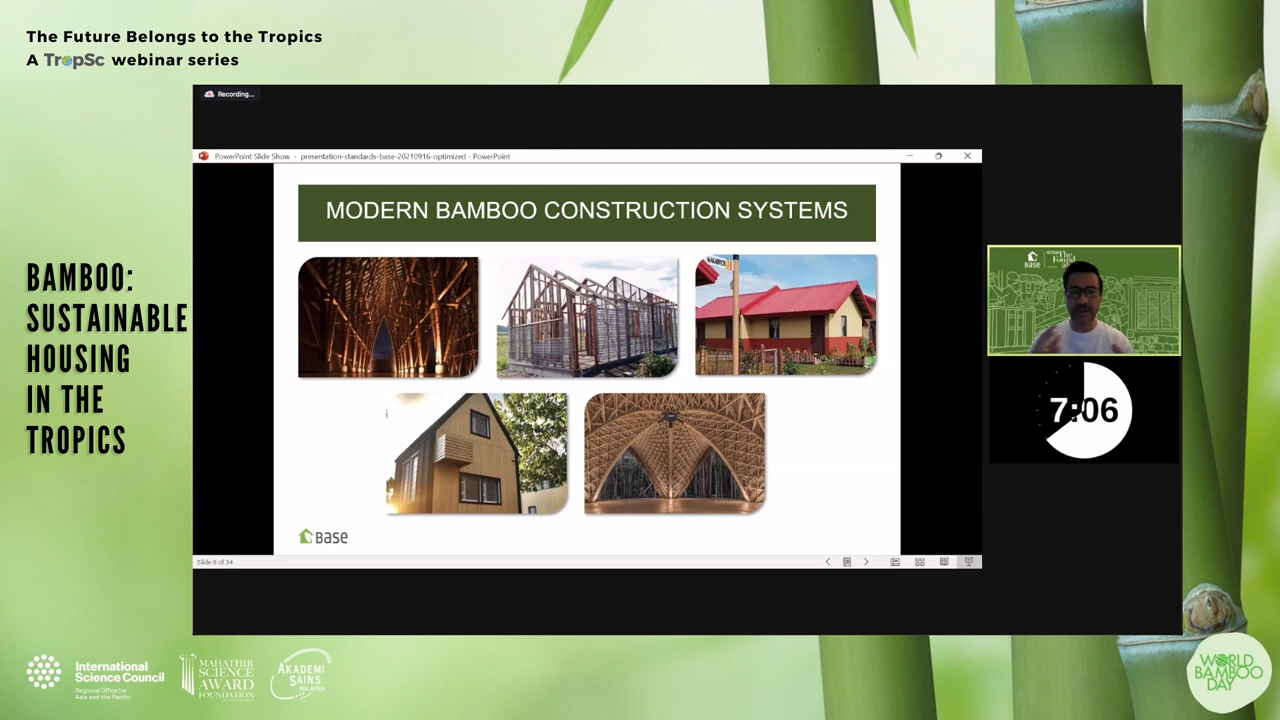 The Future Belongs to the Tropics
A TropSc webinar series
Recording...
PowerPoint Slide Show - presentation-standards-base-20210916-optimized - PowerPoint
MODERN BAMBOO CONSTRUCTION SYSTEMS
BASE
Slide 8 of 34
BASE
The
7:06
BAMBOO:
SUSTAINABLE
HOUSING
IN THE
TROPICS
International
Science Council
Regional Office for
Asia and the Pacific
MAHATHIR
SCIENCE
AWARD
FOUNDATION
AKADEMI
SAINS
MALAYSIA
WORLD
BAMBOO
DAY